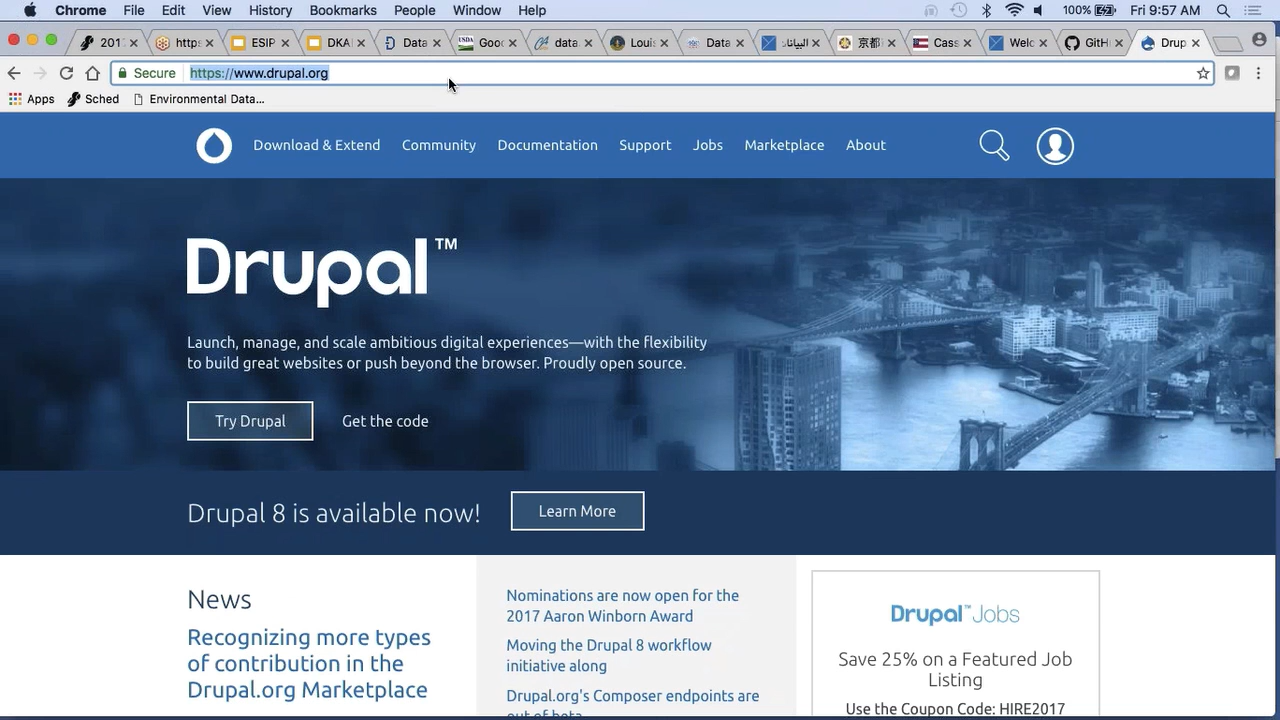 Chrome File Edit View History Bookmarks People Window Help 100% Fri 9:57 AM
201 https ESIP DKA Data Gooc data Loui Data البيانات 京都 Cass Welc GitH Drup
Secure https://www.drupal.org
Apps Sched Environmental Data...
Download & Extend Community Documentation Support Jobs Marketplace About
Drupal™
Launch, manage, and scale ambitious digital experiences—with the flexibility
to build great websites or push beyond the browser. Proudly open source.
Try Drupal Get the code
Drupal 8 is available now! Learn More
News
Recognizing more types
of contribution in the
Drupal.org Marketplace
Nominations are now open for the
2017 Aaron Winborn Award
Moving the Drupal 8 workflow
initiative along
Drupal.org's Composer endpoints are
out of beta
Drupal™ Jobs
Save 25% on a Featured Job
Listing
Use the Coupon Code: HIRE2017